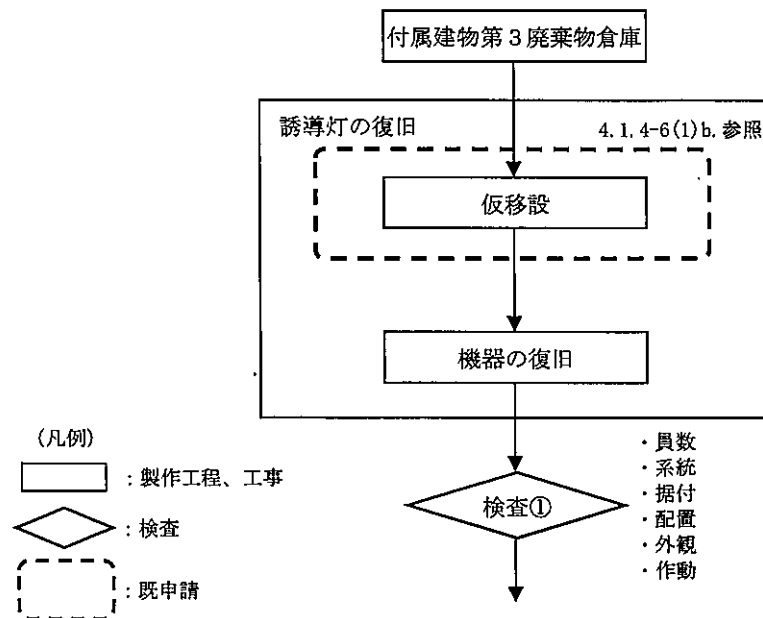 付属建物第3廃棄物倉庫
誘導灯の復旧
4.1.4-6(1)b.参照
仮移設
機器の復旧
検査①
・員数
・系統
・据付
・配置
・外観
・作動
(凡例)
:製作工程、工事
:検査
:既申請